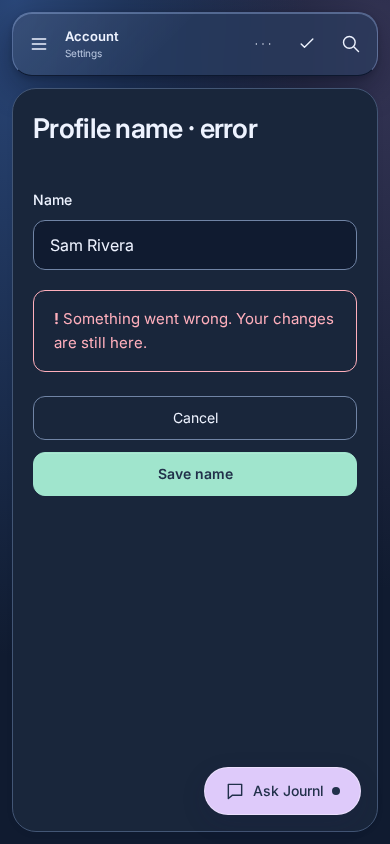 Account
Settings
Profile name · error
Name
Sam Rivera
! Something went wrong. Your changes
are still here.
Cancel
Save name
Ask Journl